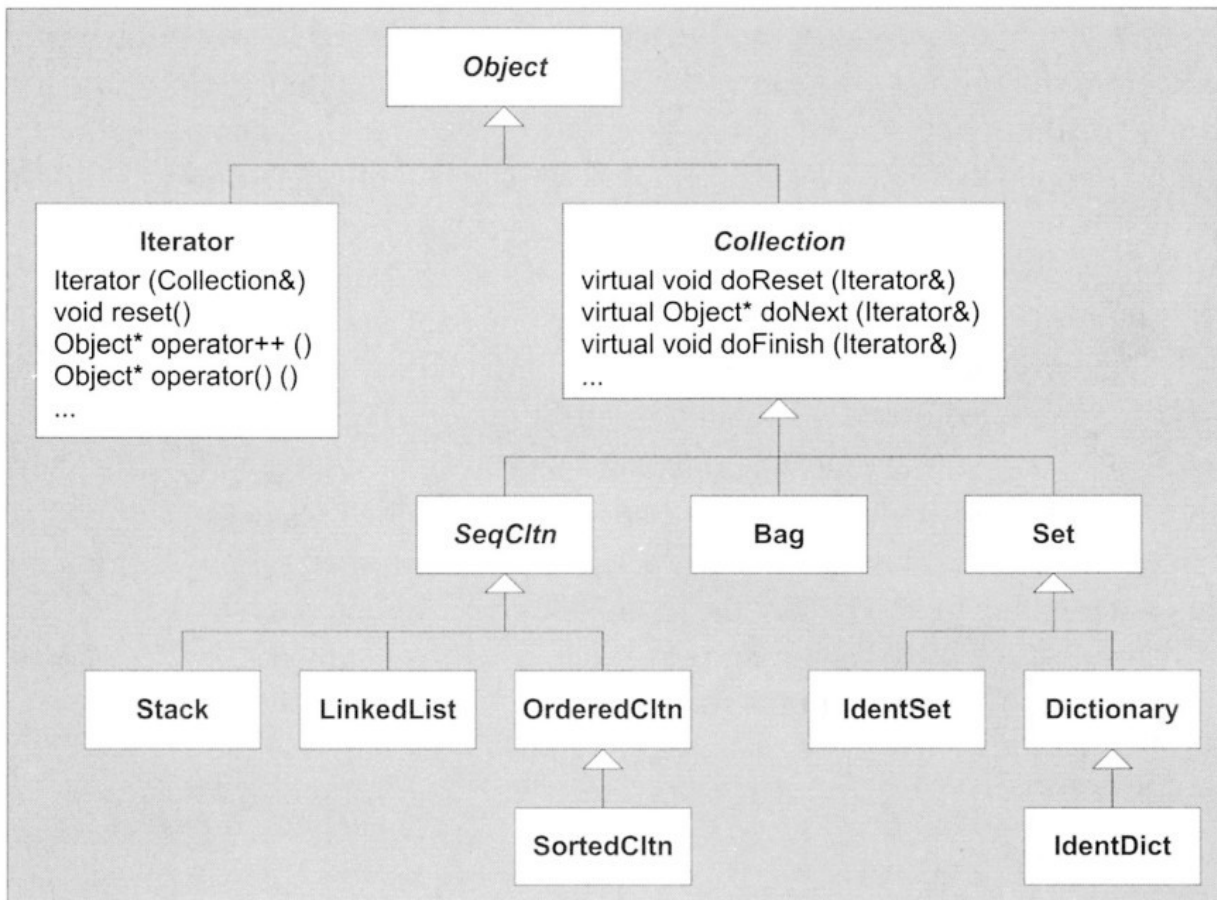 Object
Iterator
Iterator (Collection&)
void reset()
Object* operator++ ()
Object* operator() ()
...
Collection
virtual void doReset (Iterator&)
virtual Object* doNext (Iterator&)
virtual void doFinish (Iterator&)
...
SeqCltn
Bag
Set
Stack
LinkedList
OrderedCltn
IdentSet
Dictionary
SortedCltn
IdentDict